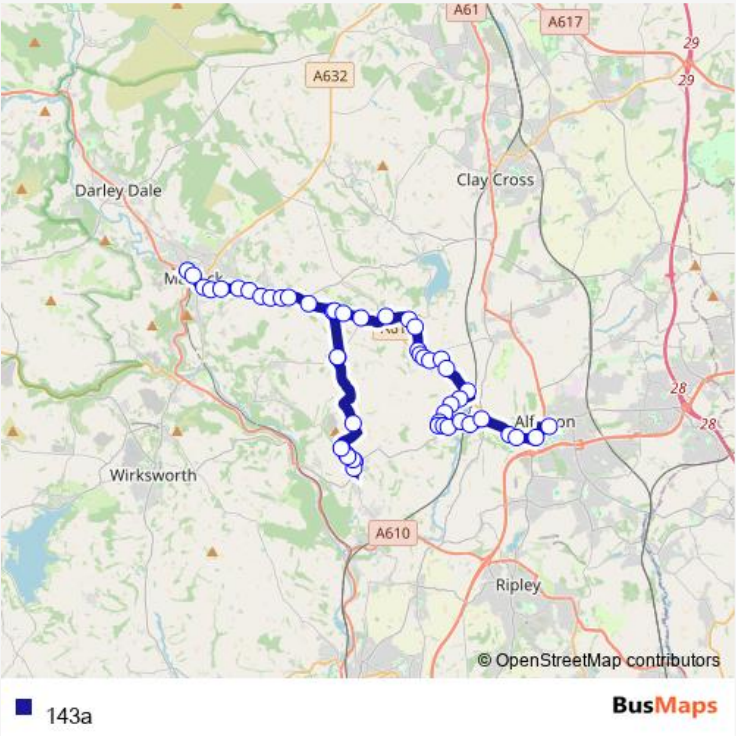 A61
A617
29
29
A632
Clay Cross
Darley Dale
28
28
Wirksworth
A610
Ripley
© OpenStreetMap contributors
143a
BusMaps